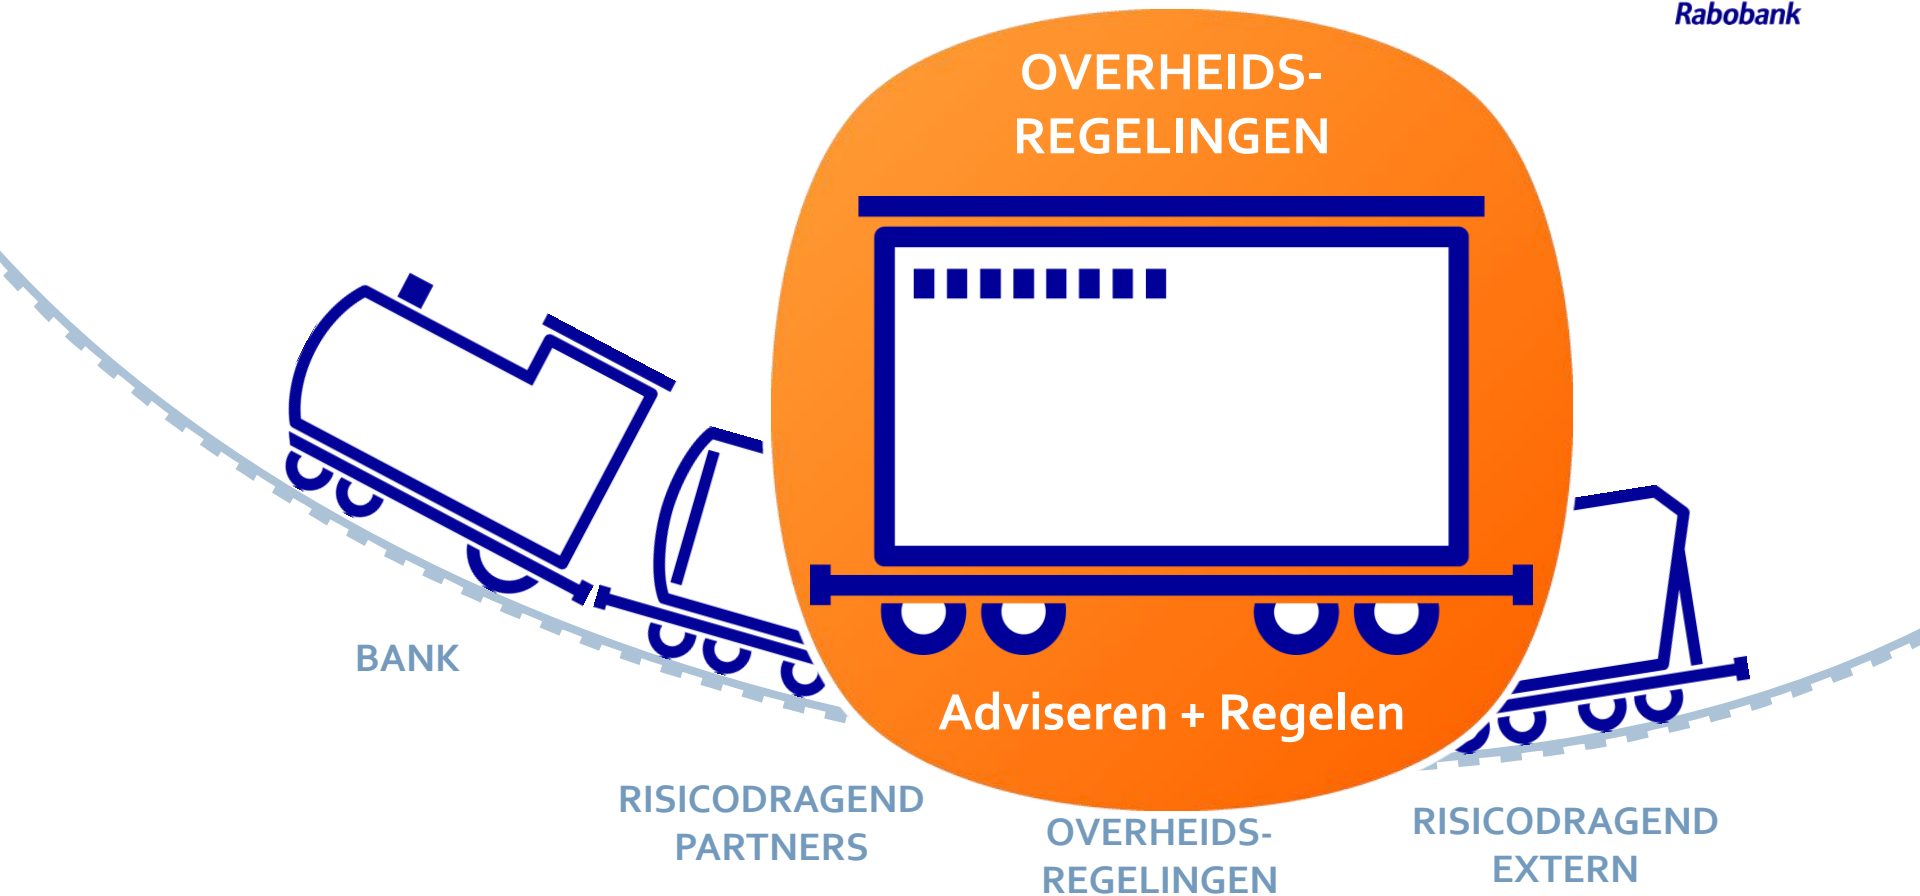 Rabobank
OVERHEIDS-
REGELINGEN
Adviseren + Regelen
BANK
RISICODRAGEND
PARTNERS
OVERHEIDS-
REGELINGEN
RISICODRAGEND
EXTERN